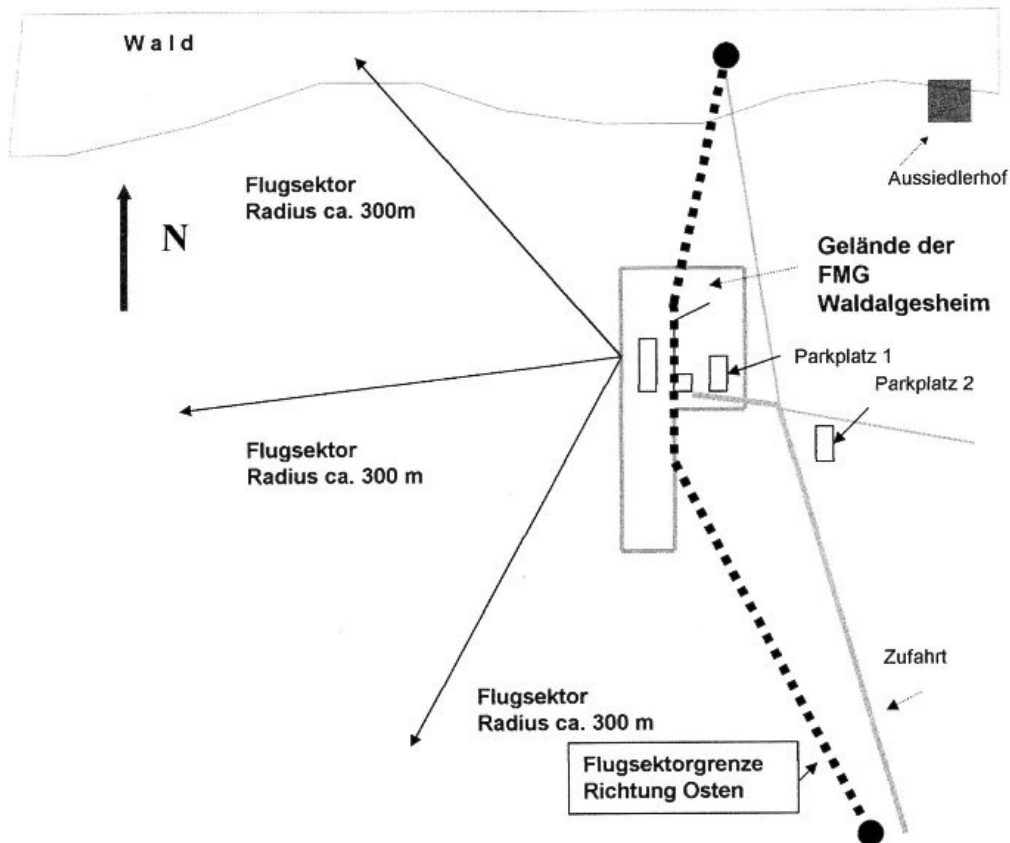 Wald
Aussiedlerhof
Flugsektor
Radius ca. 300m
N
Gelände der
FMG
Waldalgesheim
Parkplatz 1
Parkplatz 2
Flugsektor
Radius ca. 300 m
Zufahrt
Flugsektor
Radius ca. 300 m
Flugsektorgrenze
Richtung Osten